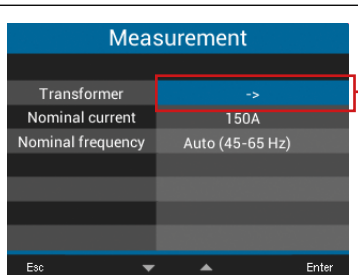 Measurement
Transformer ->
Nominal current 150A
Nominal frequency Auto (45-65 Hz)
Esc Enter